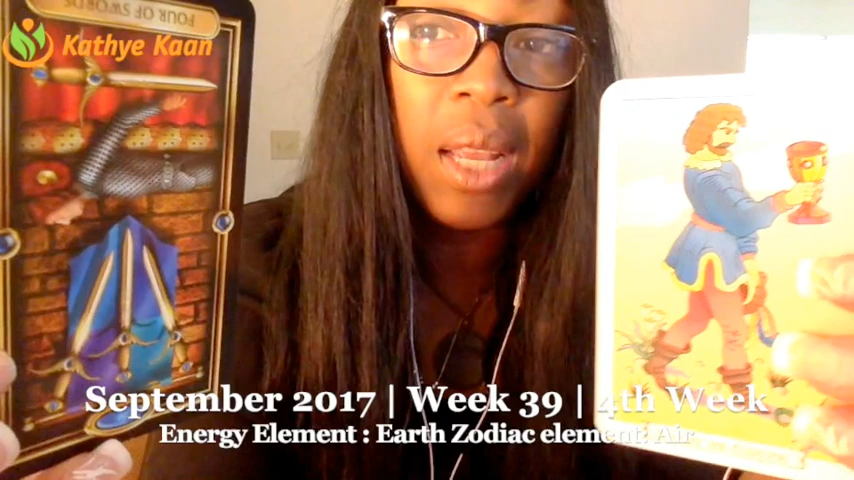 FOUR OF SWORDS
Kathye Kaan
September 2017 | Week 39 | 4th Week
Energy Element : Earth Zodiac element: Air